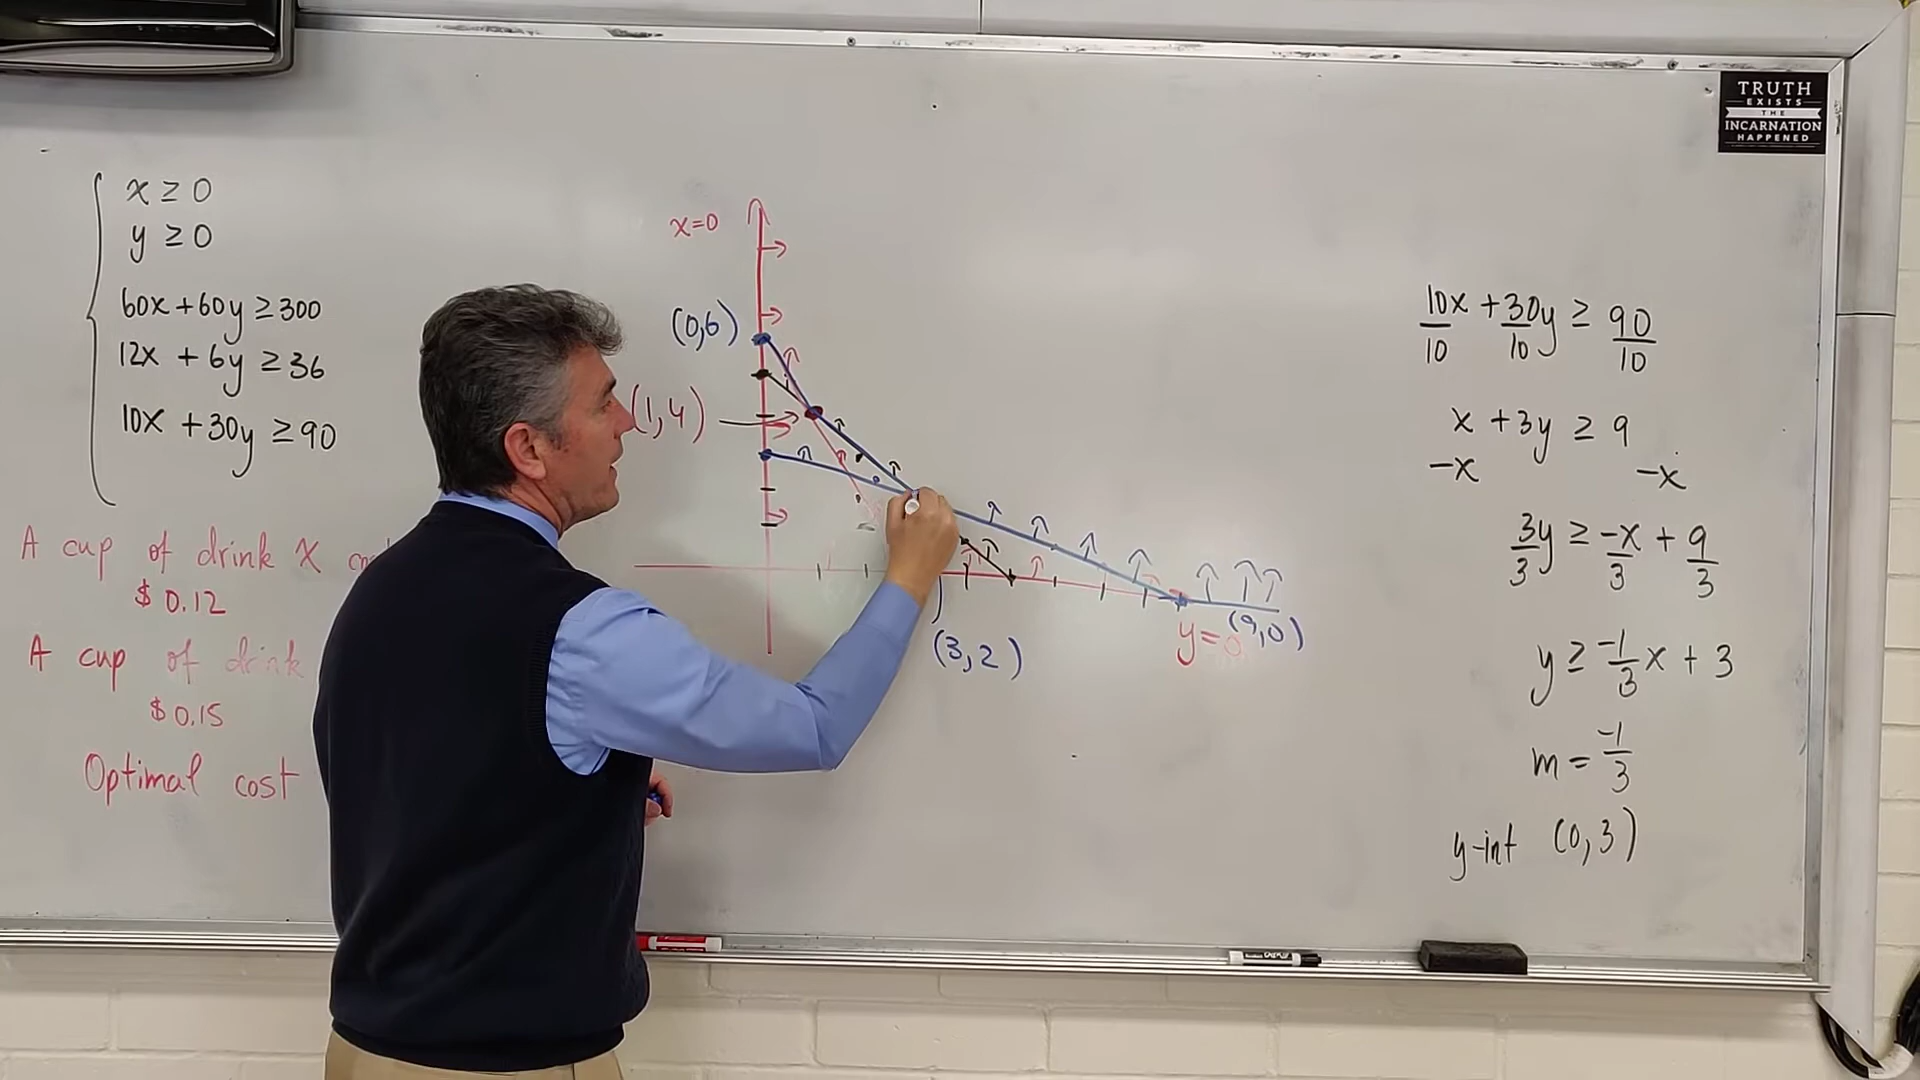 TRUTH
EXISTS
THE
INCARNATION
HAPPENED
x ≥ 0
y ≥ 0
60x + 60y ≥ 300
12x + 6y ≥ 36
10x + 30y ≥ 90
A cup of drink X
$ 0.12
A cup of drink
$ 0.15
Optimal cost
x=0
(0,6)
(1,4)
(3,2)
(9,0)
y=0
10x + 30y ≥ 90
10 10 10
x + 3y ≥ 9
-x -x
3y ≥ -x + 9
3 3 3
y ≥ -1/3 x + 3
m = -1/3
y-int (0,3)